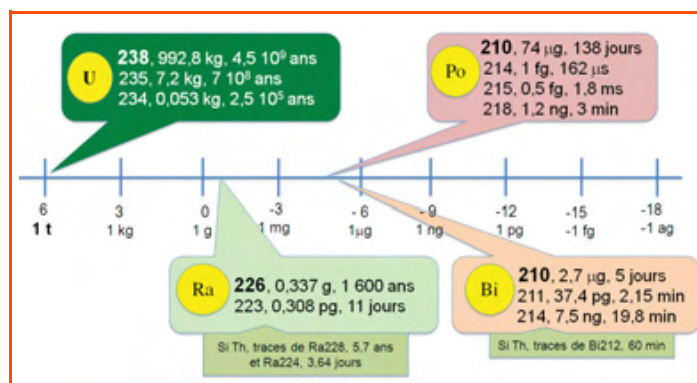 U
238, 992,8 kg, 4,5 10⁹ ans
235, 7,2 kg, 7 10⁸ ans
234, 0,053 kg, 2,5 10⁵ ans
Po
210, 74 µg, 138 jours
214, 1 fg, 162 µs
215, 0,5 fg, 1,8 ms
218, 1,2 ng, 3 min
6 3 0 -3 - 6 - 9 -12 -15 -18
1 t 1 kg 1 g 1 mg 1µg 1 ng 1 pg -1 fg -1 ag
Ra
226, 0,337 g, 1 600 ans
223, 0,308 pg, 11 jours
Si Th, traces de Ra228, 5,7 ans
et Ra224, 3,64 jours
Bi
210, 2,7 µg, 5 jours
211, 37,4 pg, 2,15 min
214, 7,5 ng, 19,8 min
Si Th, traces de Bi212, 60 min